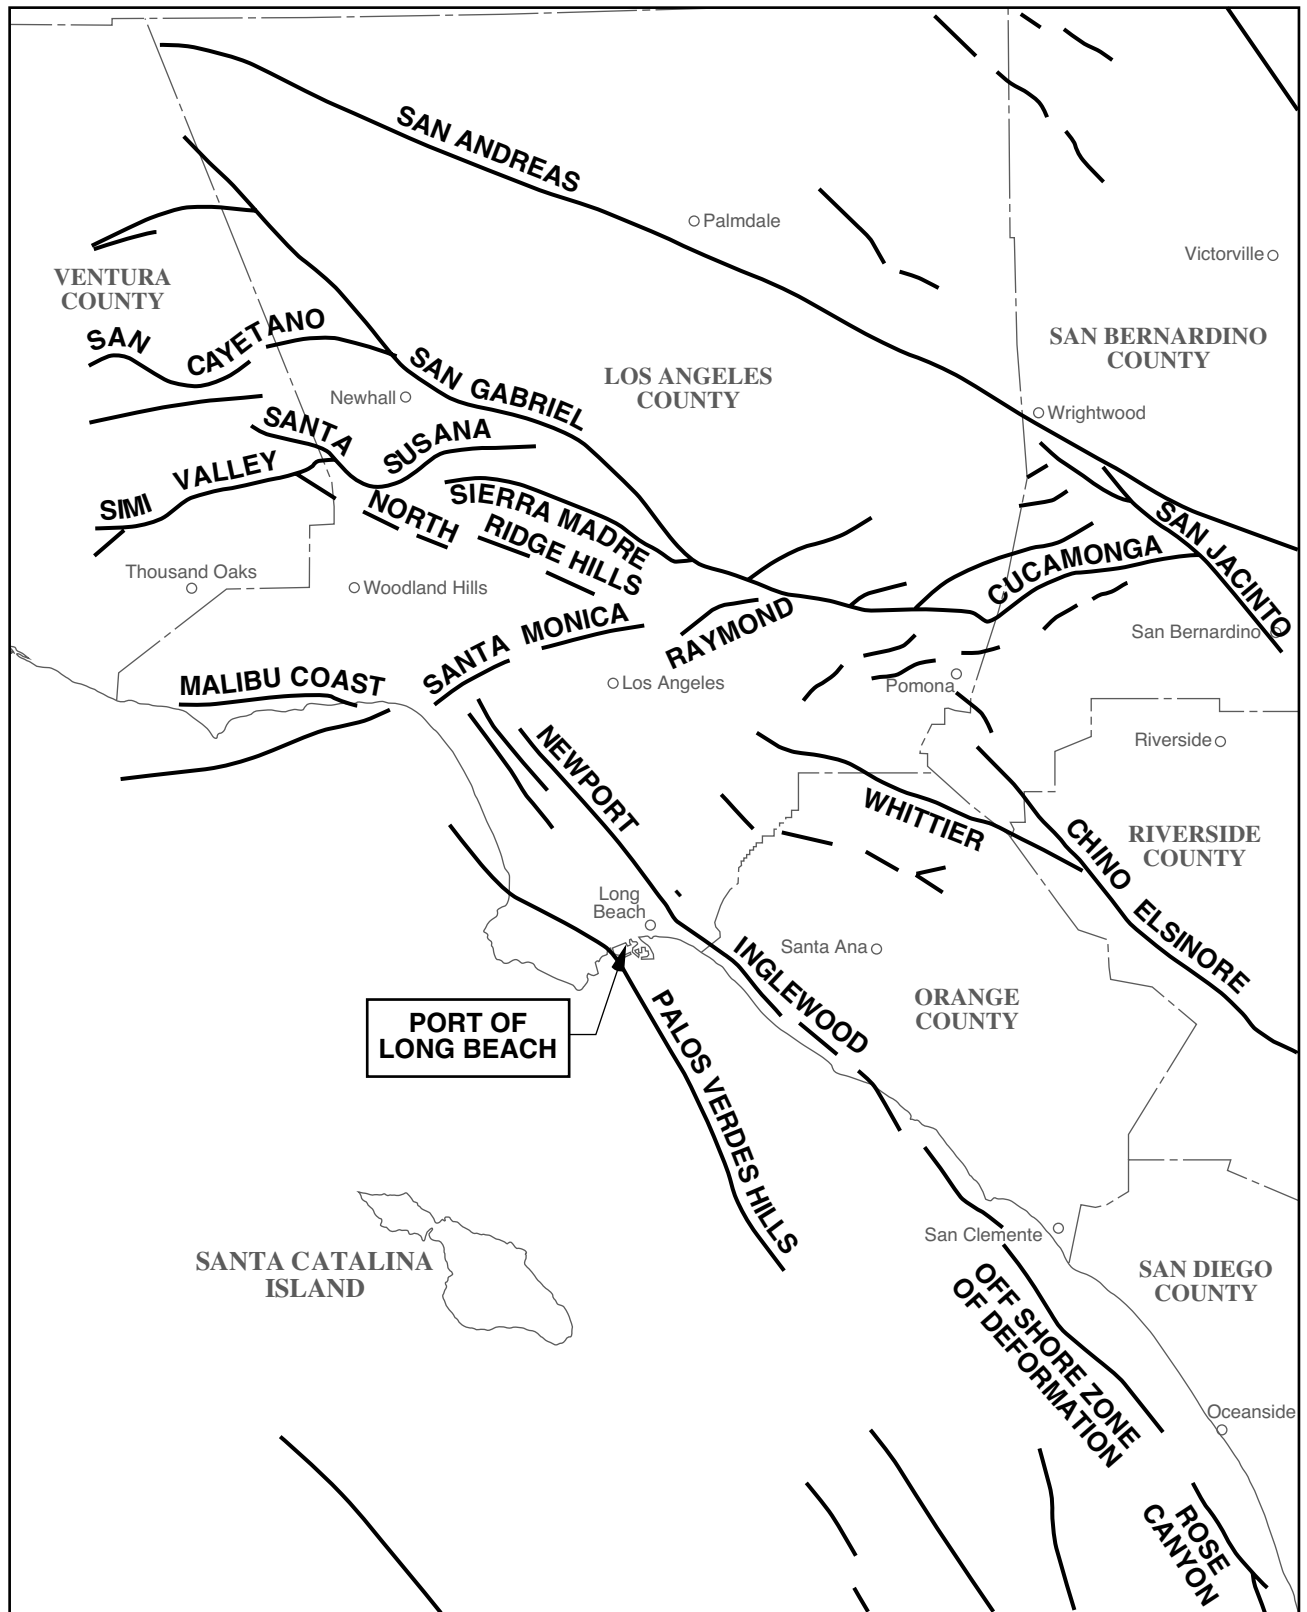 SAN ANDREAS
Palmdale
Victorville
VENTURA
COUNTY
SAN CAYETANO
SAN BERNARDINO
COUNTY
SAN GABRIEL
LOS ANGELES
COUNTY
Newhall
Wrightwood
SANTA SUSANA
SIMI VALLEY
NORTH RIDGE HILLS
SIERRA MADRE
SAN JACINTO
CUCAMONGA
Thousand Oaks
Woodland Hills
RAYMOND
San Bernardino
SANTA MONICA
MALIBU COAST
Los Angeles
Pomona
Riverside
NEWPORT
WHITTIER
CHINO
RIVERSIDE
COUNTY
Long
Beach
ELSINORE
INGLEWOOD
Santa Ana
ORANGE
COUNTY
PORT OF
LONG BEACH
PALOS VERDES HILLS
San Clemente
SANTA CATALINA
ISLAND
SAN DIEGO
COUNTY
OFF SHORE ZONE
OF DEFORMATION
Oceanside
ROSE
CANYON